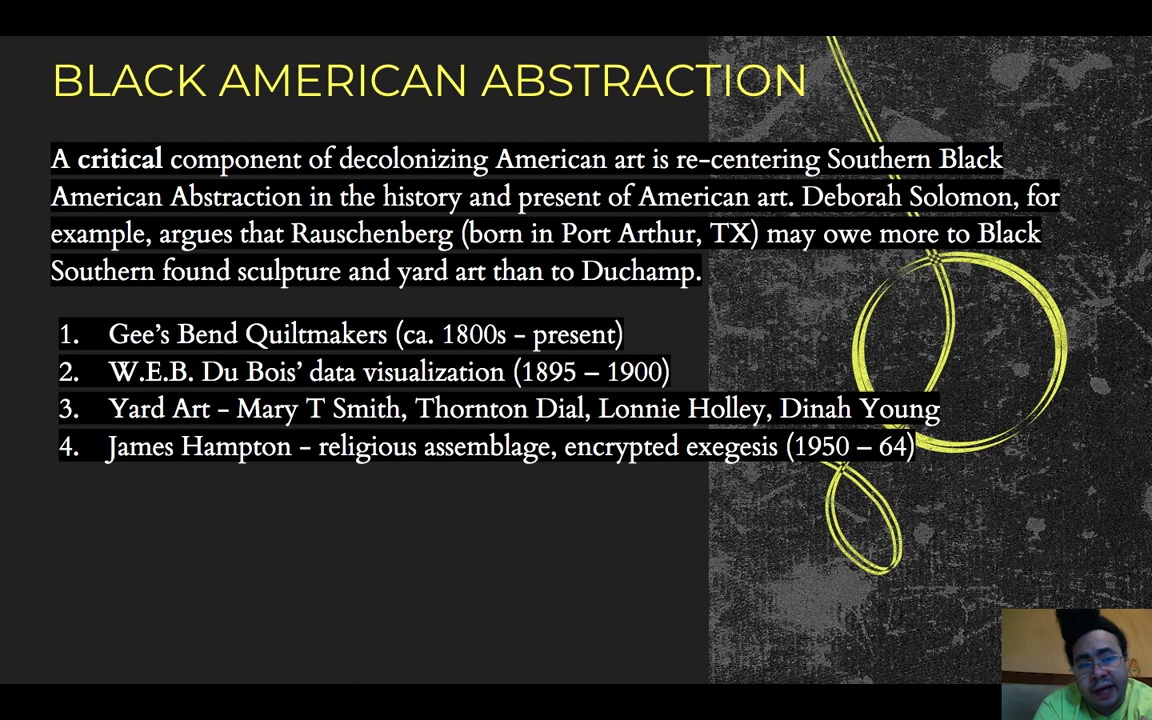 BLACK AMERICAN ABSTRACTION
A critical component of decolonizing American art is re-centering Southern Black
American Abstraction in the history and present of American art. Deborah Solomon, for
example, argues that Rauschenberg (born in Port Arthur, TX) may owe more to Black
Southern found sculpture and yard art than to Duchamp.
1. Gee's Bend Quiltmakers (ca. 1800s - present)
2. W.E.B. Du Bois' data visualization (1895 – 1900)
3. Yard Art - Mary T Smith, Thornton Dial, Lonnie Holley, Dinah Young
4. James Hampton - religious assemblage, encrypted exegesis (1950 – 64)